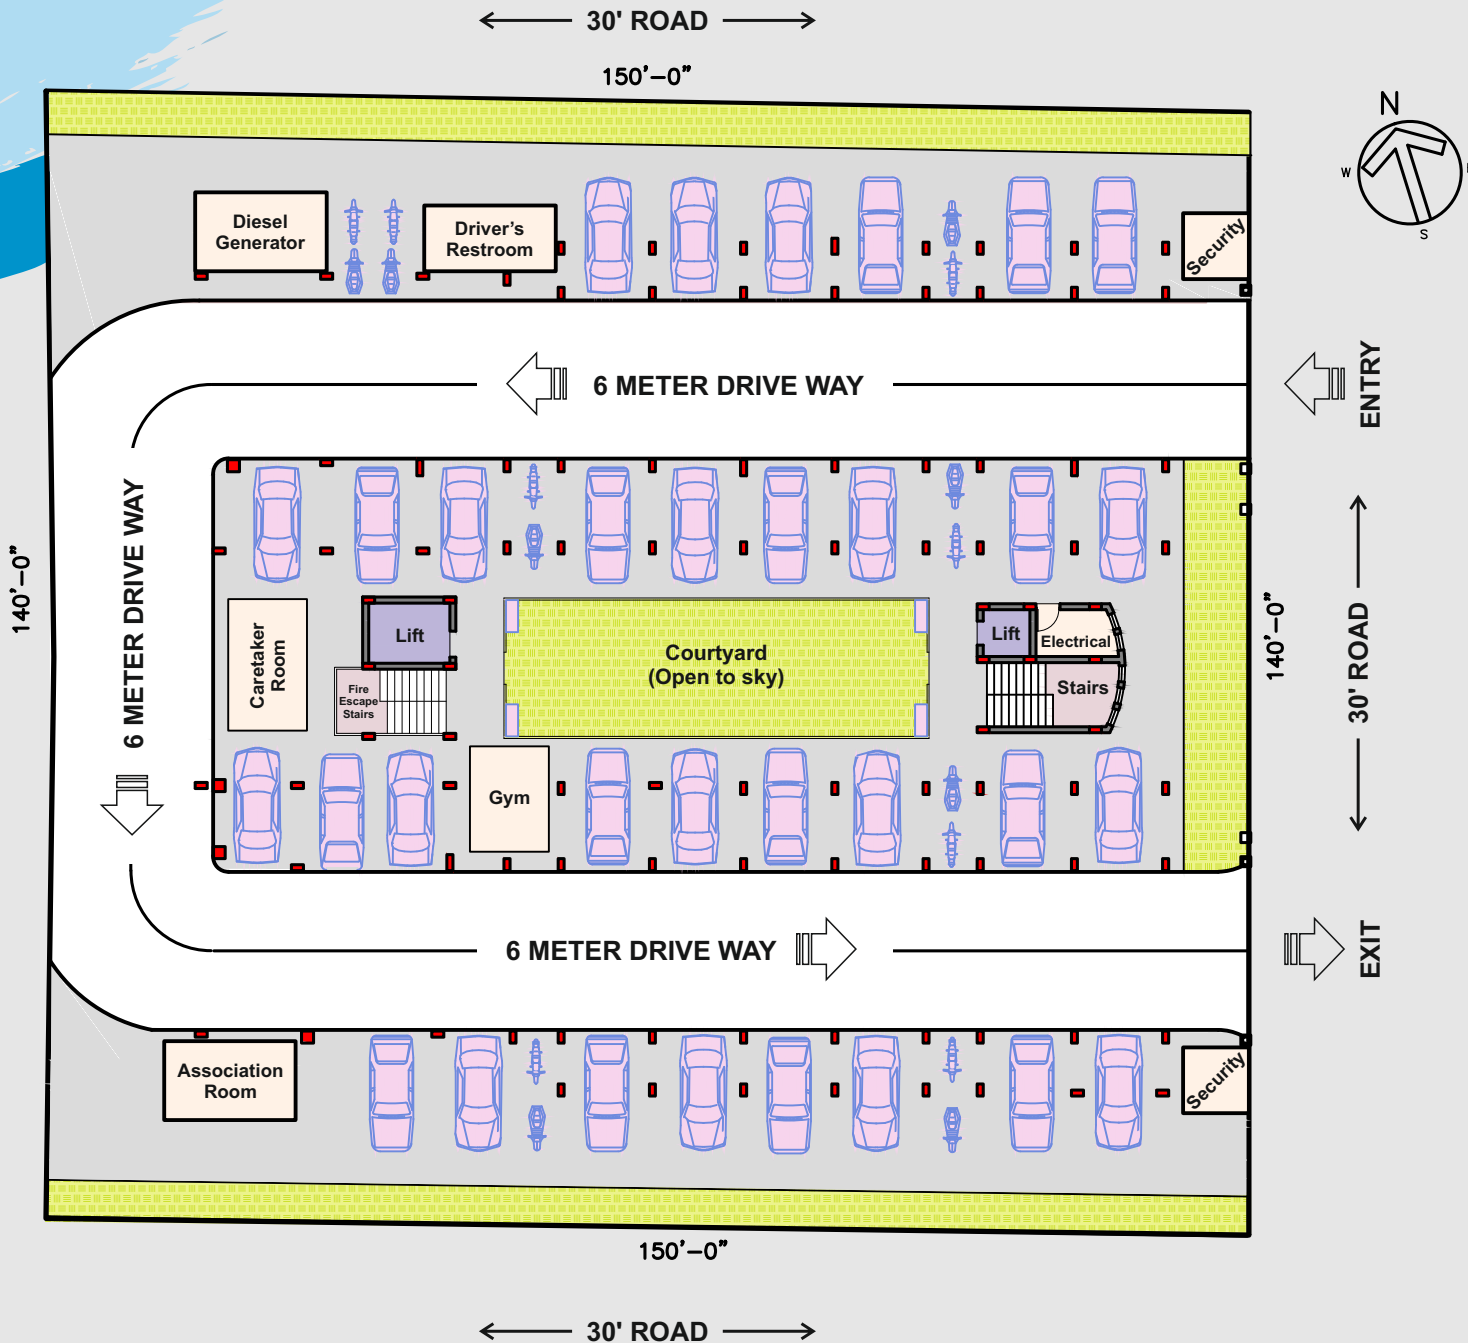 30' ROAD
150'-0"
N
W
S
Diesel
Generator
Driver's
Restroom
Security
6 METER DRIVE WAY
ENTRY
6 METER DRIVE WAY
140'-0"
Caretaker
Room
Lift
Fire
Escape
Stairs
Courtyard
(Open to sky)
Lift
Electrical
Stairs
140'-0"
30' ROAD
Gym
6 METER DRIVE WAY
EXIT
Association
Room
Security
150'-0"
30' ROAD